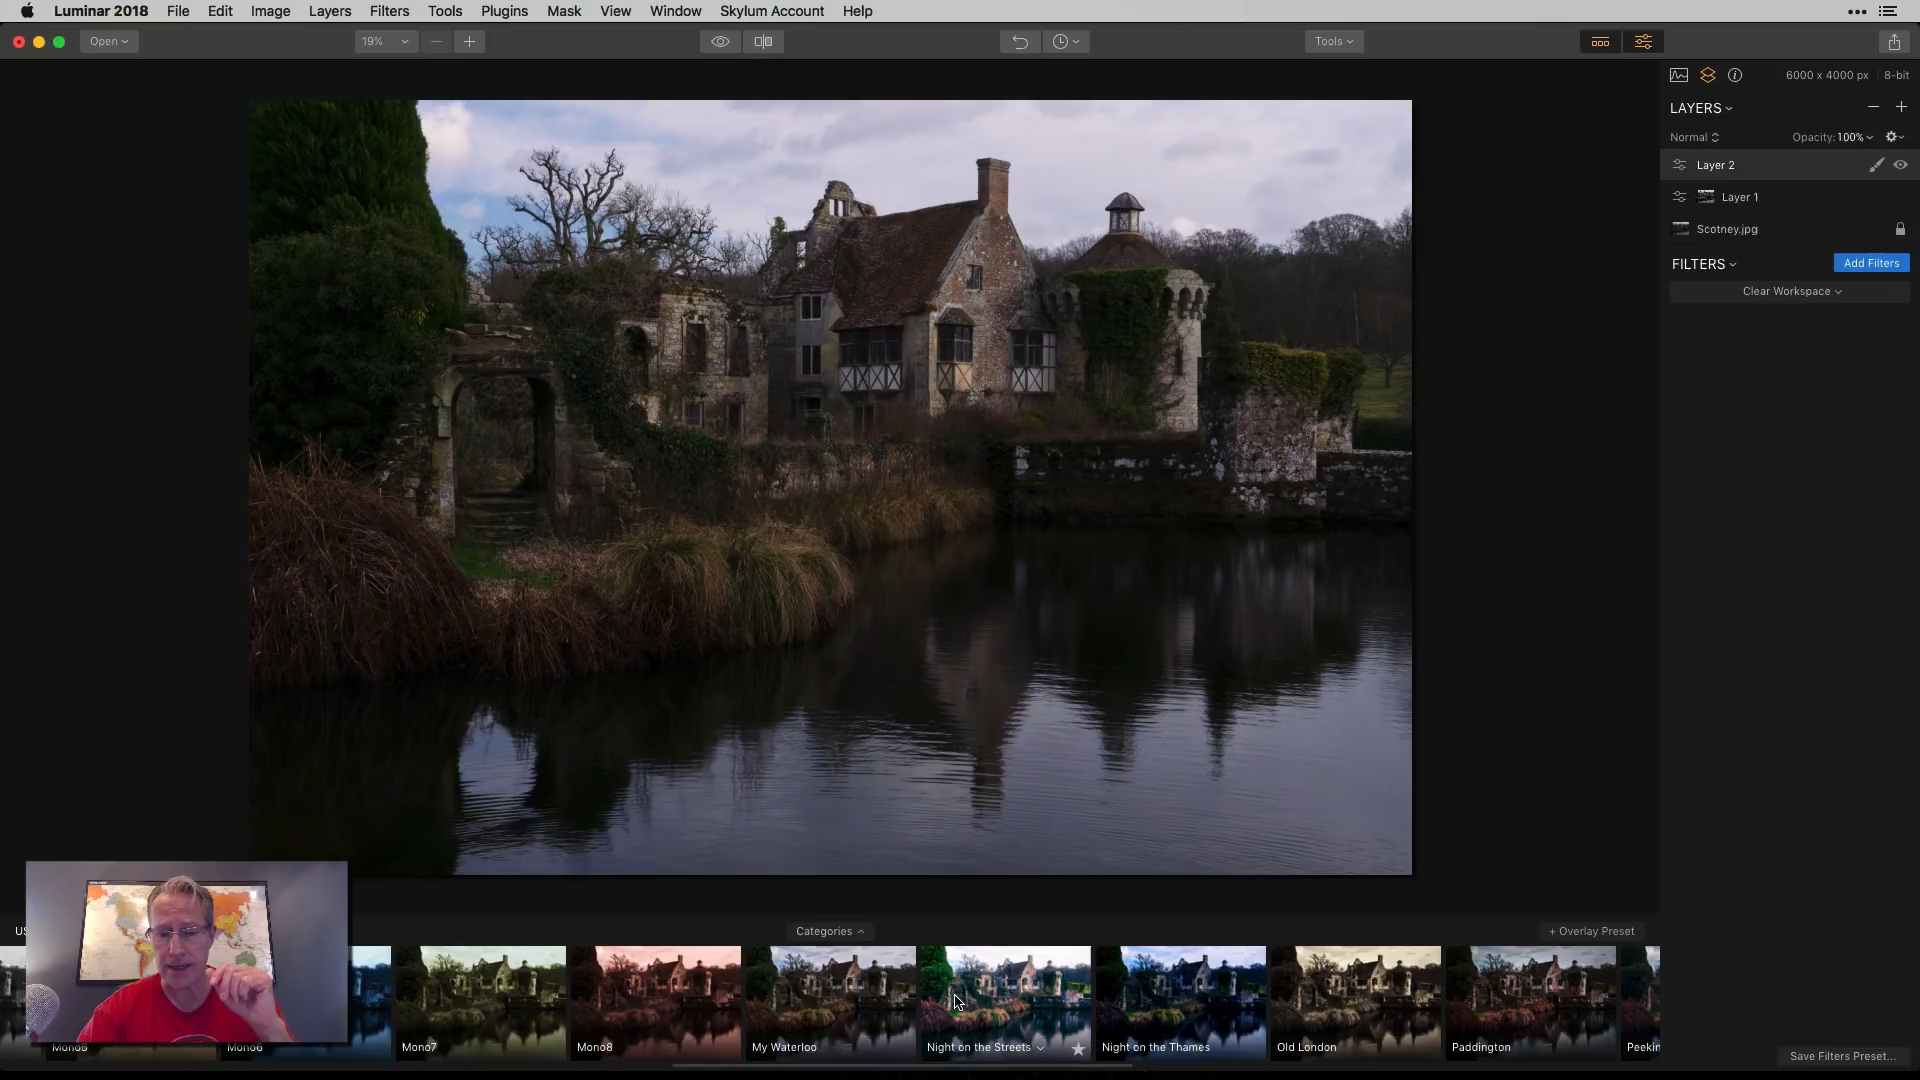 Luminar 2018 File Edit Image Layers Filters Tools Plugins Mask View Window Skylum Account Help
Open 19% Tools
6000 x 4000 px 8-bit
LAYERS
Normal Opacity: 100%
Layer 2
Layer 1
Scotney.jpg
FILTERS Add Filters
Clear Workspace
Categories + Overlay Preset
Mono5 Mono6 Mono7 Mono8 My Waterloo Night on the Streets Night on the Thames Old London Paddington
Save Filters Preset...